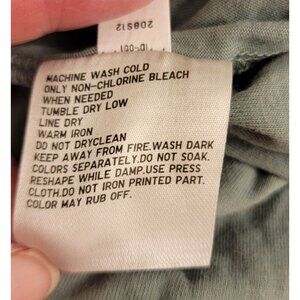 208S12
ID-001
MACHINE WASH COLD
ONLY NON-CHLORINE BLEACH
WHEN NEEDED
TUMBLE DRY LOW
LINE DRY
WARM IRON
DO NOT DRYCLEAN
KEEP AWAY FROM FIRE.WASH DARK
COLORS SEPARATELY.DO NOT SOAK.
RESHAPE WHILE DAMP.USE PRESS
CLOTH.DO NOT IRON PRINTED PART.
COLOR MAY RUB OFF.